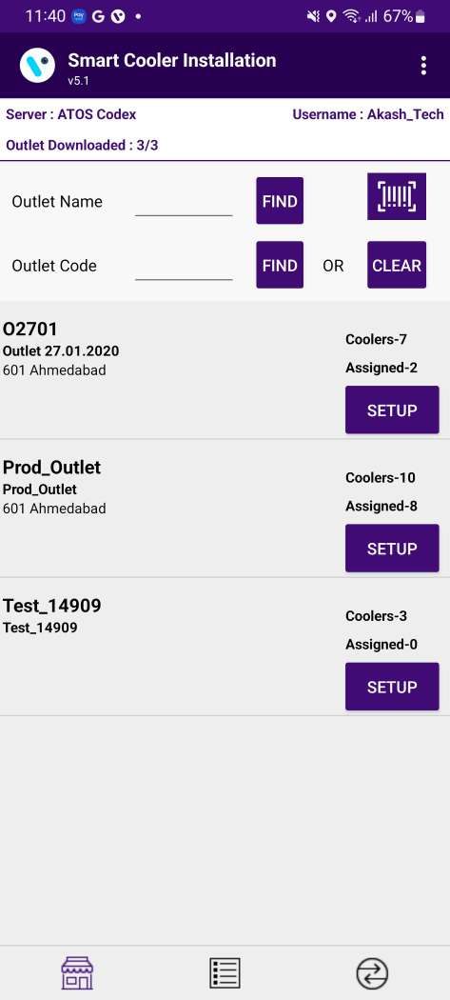 11:40 Pay G 67%
Smart Cooler Installation
v5.1
Server : ATOS Codex Username : Akash_Tech
Outlet Downloaded : 3/3
Outlet Name FIND
Outlet Code FIND OR CLEAR
O2701
Outlet 27.01.2020
601 Ahmedabad
Coolers-7
Assigned-2
SETUP
Prod_Outlet
Prod_Outlet
601 Ahmedabad
Coolers-10
Assigned-8
SETUP
Test_14909
Test_14909
Coolers-3
Assigned-0
SETUP